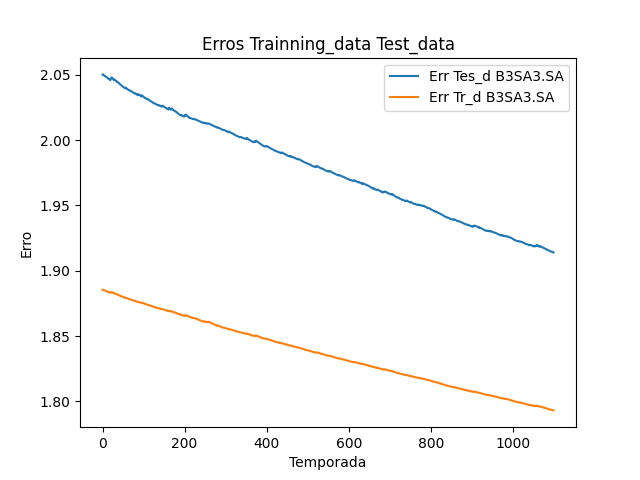 Erros Trainning_data Test_data
Err Tes_d B3SA3.SA
Err Tr_d B3SA3.SA
2.05
2.00
1.95
1.90
1.85
1.80
Erro
0 200 400 600 800 1000
Temporada